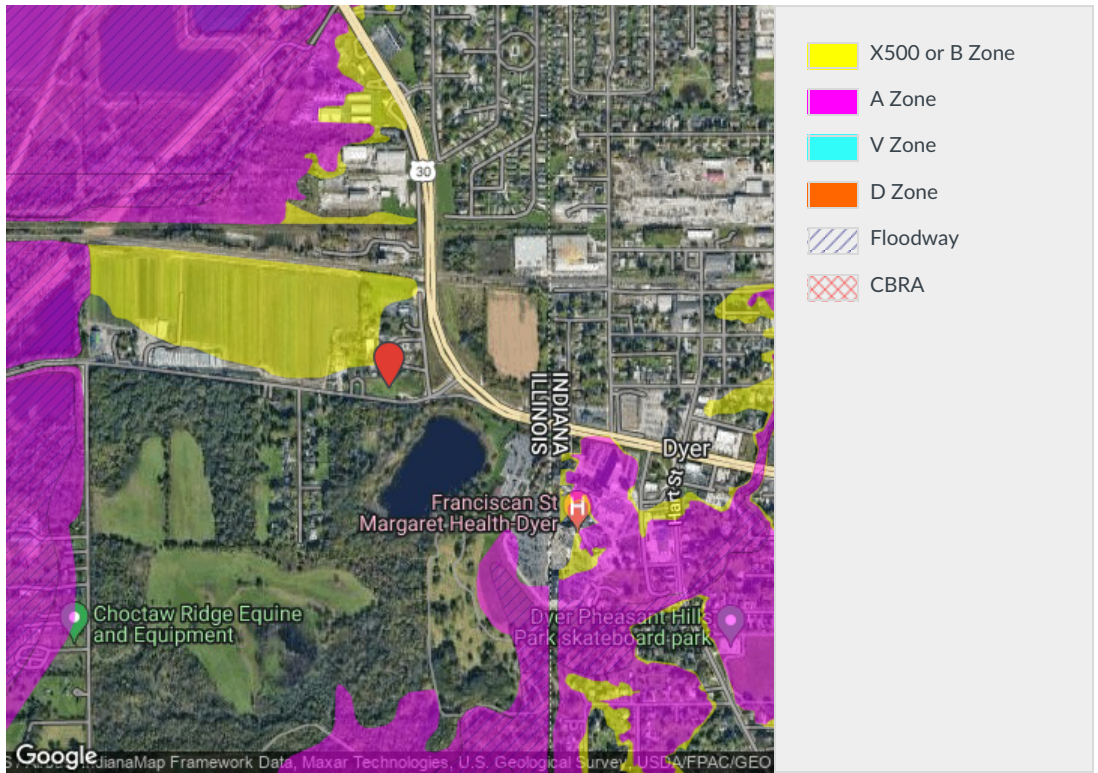 30
INDIANA
ILLINOIS
Dyer
Hart St
Franciscan St
Margaret Health-Dyer
H
Choctaw Ridge Equine
and Equipment
Dyer Pheasant Hills
Park skateboard park
Google
IndianaMap Framework Data, Maxar Technologies, U.S. Geological Survey, USDA/FPAC/GEO
X500 or B Zone
A Zone
V Zone
D Zone
Floodway
CBRA